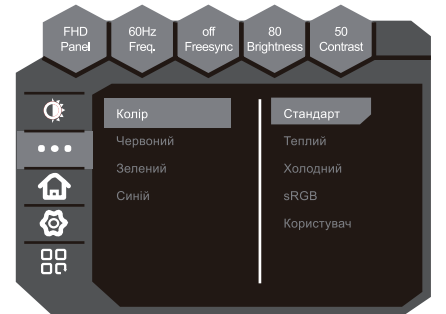 FHD
Panel
60Hz
Freq.
off
Freesync
80
Brightness
50
Contrast
Колір
Червоний
Зелений
Синій
Стандарт
Теплий
Холодний
sRGB
Користувач